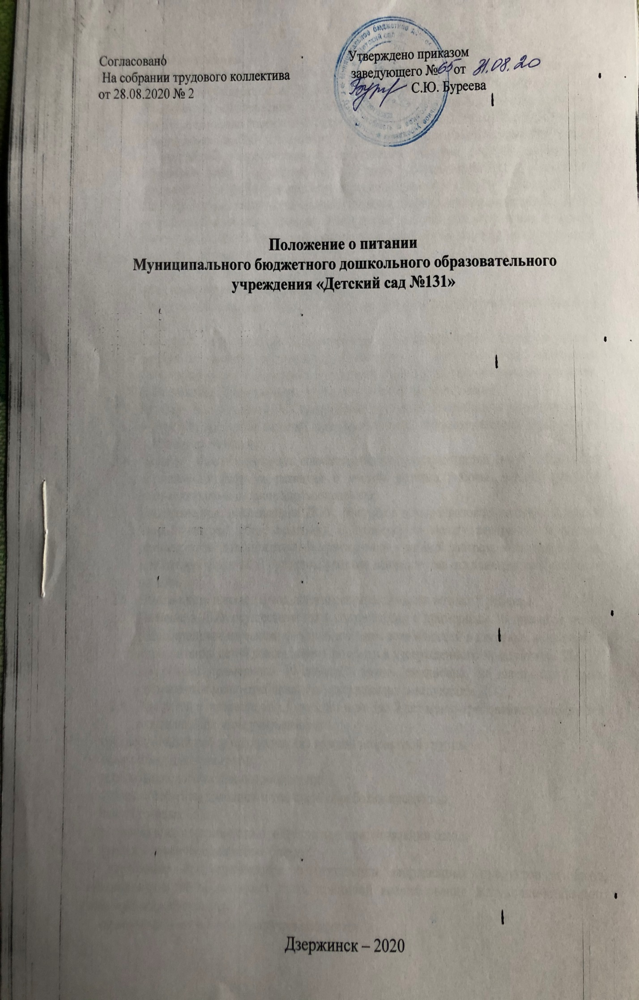 Согласовано
На собрании трудового коллектива
от 28.08.2020 № 2
Утверждено приказом
заведующего № от 31.08.20
С.Ю. Буреева
Положение о питании
Муниципального бюджетного дошкольного образовательного
учреждения «Детский сад №131»
Дзержинск – 2020